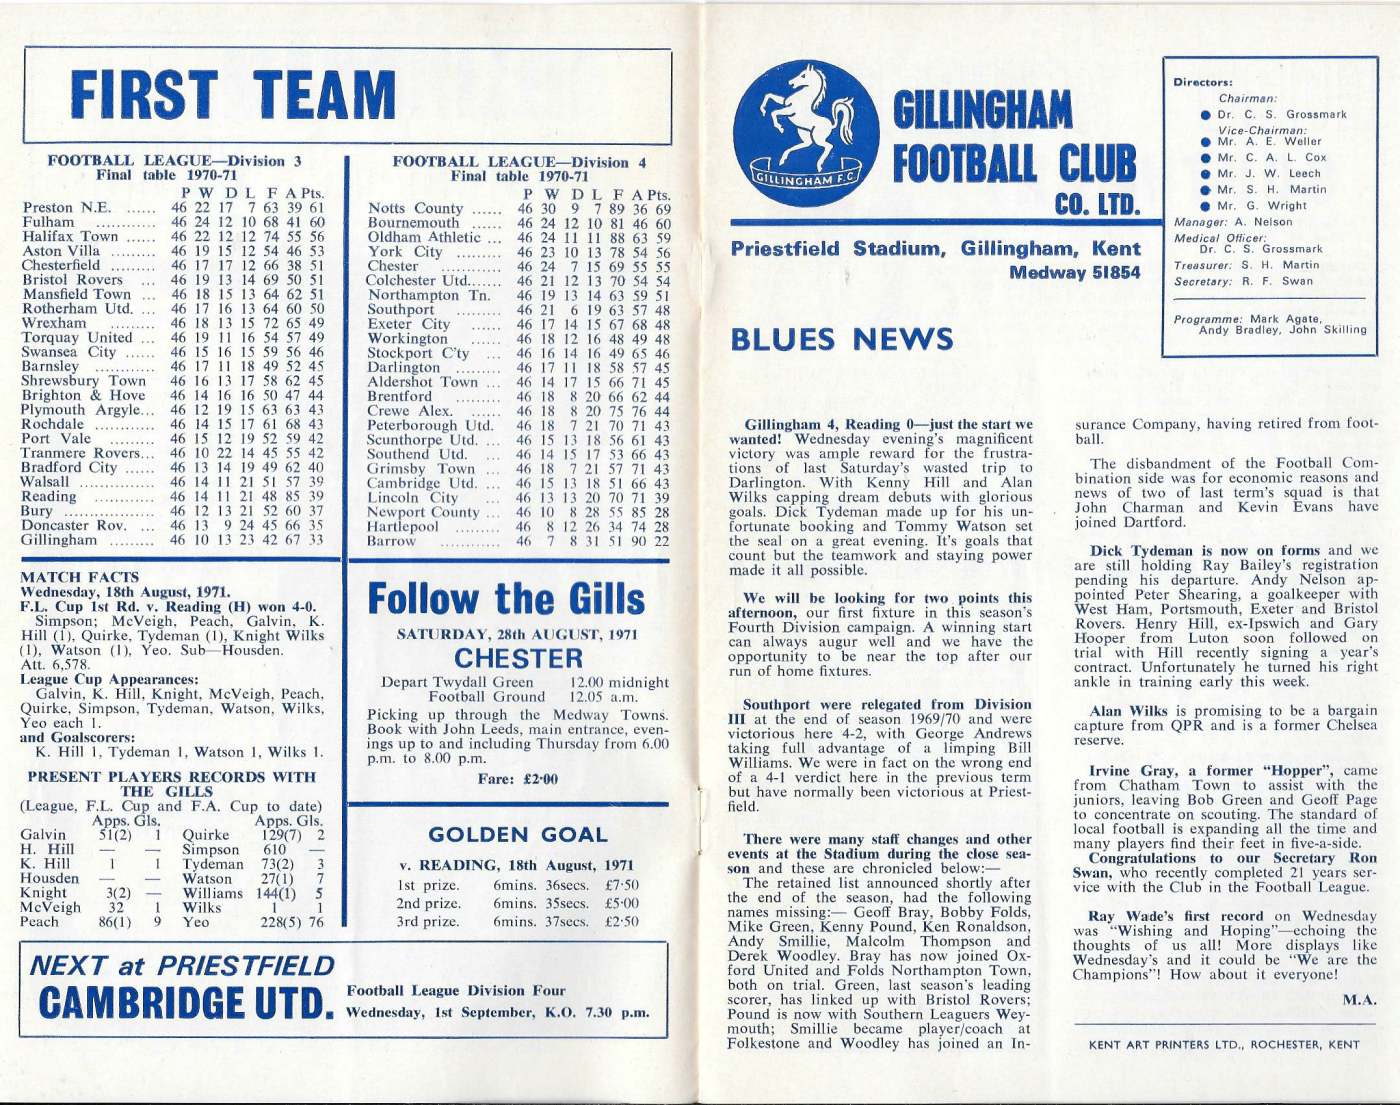 FIRST TEAM
FOOTBALL LEAGUE—Division 3
Final table 1970-71
P W D L F A Pts.
Preston N.E. ...... 46 22 17 7 63 39 61
Fulham ............ 46 24 12 10 68 41 60
Halifax Town ...... 46 22 12 12 74 55 56
Aston Villa ......... 46 19 15 12 54 46 53
Chesterfield ......... 46 17 17 12 66 38 51
Bristol Rovers ... 46 19 13 14 69 50 51
Mansfield Town ... 46 18 15 13 64 62 51
Rotherham Utd. ... 46 17 16 13 64 60 50
Wrexham ......... 46 18 13 15 72 65 49
Torquay United ... 46 19 11 16 54 57 49
Swansea City ...... 46 15 16 15 59 56 46
Barnsley ............ 46 17 11 18 49 52 45
Shrewsbury Town 46 16 13 17 58 62 45
Brighton & Hove 46 14 16 16 50 47 44
Plymouth Argyle... 46 12 19 15 63 63 43
Rochdale ............ 46 14 15 17 61 68 43
Port Vale ......... 46 15 12 19 52 59 42
Tranmere Rovers... 46 10 22 14 45 55 42
Bradford City ...... 46 13 14 19 49 62 40
Walsall ............ 46 14 11 21 51 57 39
Reading ............ 46 14 11 21 48 85 39
Bury .................. 46 12 13 21 52 60 37
Doncaster Rov. ... 46 13 9 24 45 66 35
Gillingham ......... 46 10 13 23 42 67 33
MATCH FACTS
Wednesday, 18th August, 1971.
F.L. Cup 1st Rd. v. Reading (H) won 4-0.
Simpson; McVeigh, Peach, Galvin, K.
Hill (1), Quirke, Tydeman (1), Knight Wilks
(1), Watson (1), Yeo. Sub—Housden.
Att. 6,578.
League Cup Appearances:
Galvin, K. Hill, Knight, McVeigh, Peach,
Quirke, Simpson, Tydeman, Watson, Wilks,
Yeo each 1.
and Goalscorers:
K. Hill 1, Tydeman 1, Watson 1, Wilks 1.
PRESENT PLAYERS RECORDS WITH
THE GILLS
(League, F.L. Cup and F.A. Cup to date)
Apps. Gls. Apps. Gls.
Galvin 51(2) 1 Quirke 129(7) 2
H. Hill — — Simpson 610 —
K. Hill 1 1 Tydeman 73(2) 3
Housden — — Watson 27(1) 7
Knight 3(2) — Williams 144(1) 5
McVeigh 32 1 Wilks 1 1
Peach 86(1) 9 Yeo 228(5) 76
FOOTBALL LEAGUE—Division 4
Final table 1970-71
P W D L F A Pts.
Notts County ...... 46 30 9 7 89 36 69
Bournemouth ...... 46 24 12 10 81 46 60
Oldham Athletic ... 46 24 11 11 88 63 59
York City ......... 46 23 10 13 78 54 56
Chester ............ 46 24 7 15 69 55 55
Colchester Utd...... 46 21 12 13 70 54 54
Northampton Tn. 46 19 13 14 63 59 51
Southport ......... 46 21 6 19 63 57 48
Exeter City ...... 46 17 14 15 67 68 48
Workington ...... 46 18 12 16 48 49 48
Stockport C'ty ... 46 16 14 16 49 65 46
Darlington ......... 46 17 11 18 58 57 45
Aldershot Town ... 46 14 17 15 66 71 45
Brentford ......... 46 18 8 20 66 62 44
Crewe Alex. ...... 46 18 8 20 75 76 44
Peterborough Utd. 46 18 7 21 70 71 43
Scunthorpe Utd. ... 46 15 13 18 56 61 43
Southend Utd. ... 46 14 15 17 53 66 43
Grimsby Town ... 46 18 7 21 57 71 43
Cambridge Utd. ... 46 15 13 18 51 66 43
Lincoln City ... 46 13 13 20 70 71 39
Newport County ... 46 10 8 28 55 85 28
Hartlepool ......... 46 8 12 26 34 74 28
Barrow ............ 46 7 8 31 51 90 22
Follow the Gills
SATURDAY, 28th AUGUST, 1971
CHESTER
Depart Twydall Green 12.00 midnight
Football Ground 12.05 a.m.
Picking up through the Medway Towns.
Book with John Leeds, main entrance, even-
ings up to and including Thursday from 6.00
p.m. to 8.00 p.m.
Fare: £2·00
GOLDEN GOAL
v. READING, 18th August, 1971
1st prize. 6mins. 36secs. £7·50
2nd prize. 6mins. 35secs. £5·00
3rd prize. 6mins. 37secs. £2·50
NEXT at PRIESTFIELD
CAMBRIDGE UTD.
Football League Division Four
Wednesday, 1st September, K.O. 7.30 p.m.
GILLINGHAM F.C.
GILLINGHAM
FOOTBALL CLUB
CO. LTD.
Priestfield Stadium, Gillingham, Kent
Medway 51854
Directors:
Chairman:
Dr. C. S. Grossmark
Vice-Chairman:
Mr. A. E. Weller
Mr. C. A. L. Cox
Mr. J. W. Leech
Mr. S. H. Martin
Mr. G. Wright
Manager: A. Nelson
Medical Officer:
Dr. C. S. Grossmark
Treasurer: S. H. Martin
Secretary: R. F. Swan
Programme: Mark Agate,
Andy Bradley, John Skilling
BLUES NEWS
Gillingham 4, Reading 0—just the start we
wanted! Wednesday evening's magnificent
victory was ample reward for the frustra-
tions of last Saturday's wasted trip to
Darlington. With Kenny Hill and Alan
Wilks capping dream debuts with glorious
goals. Dick Tydeman made up for his un-
fortunate booking and Tommy Watson set
the seal on a great evening. It's goals that
count but the teamwork and staying power
made it all possible.
We will be looking for two points this
afternoon, our first fixture in this season's
Fourth Division campaign. A winning start
can always augur well and we have the
opportunity to be near the top after our
run of home fixtures.
Southport were relegated from Division
III at the end of season 1969/70 and were
victorious here 4-2, with George Andrews
taking full advantage of a limping Bill
Williams. We were in fact on the wrong end
of a 4-1 verdict here in the previous term
but have normally been victorious at Priest-
field.
There were many staff changes and other
events at the Stadium during the close sea-
son and these are chronicled below:—
The retained list announced shortly after
the end of the season, had the following
names missing:— Geoff Bray, Bobby Folds,
Mike Green, Kenny Pound, Ken Ronaldson,
Andy Smillie, Malcolm Thompson and
Derek Woodley. Bray has now joined Ox-
ford United and Folds Northampton Town,
both on trial. Green, last season's leading
scorer, has linked up with Bristol Rovers;
Pound is now with Southern Leaguers Wey-
mouth; Smillie became player/coach at
Folkestone and Woodley has joined an In-
surance Company, having retired from foot-
ball.
The disbandment of the Football Com-
bination side was for economic reasons and
news of two of last term's squad is that
John Charman and Kevin Evans have
joined Dartford.
Dick Tydeman is now on forms and we
are still holding Ray Bailey's registration
pending his departure. Andy Nelson ap-
pointed Peter Shearing, a goalkeeper with
West Ham, Portsmouth, Exeter and Bristol
Rovers. Henry Hill, ex-Ipswich and Gary
Hooper from Luton soon followed on
trial with Hill recently signing a year's
contract. Unfortunately he turned his right
ankle in training early this week.
Alan Wilks is promising to be a bargain
capture from QPR and is a former Chelsea
reserve.
Irvine Gray, a former "Hopper", came
from Chatham Town to assist with the
juniors, leaving Bob Green and Geoff Page
to concentrate on scouting. The standard of
local football is expanding all the time and
many players find their feet in five-a-side.
Congratulations to our Secretary Ron
Swan, who recently completed 21 years ser-
vice with the Club in the Football League.
Ray Wade's first record on Wednesday
was "Wishing and Hoping"—echoing the
thoughts of us all! More displays like
Wednesday's and it could be "We are the
Champions"! How about it everyone!
M.A.
KENT ART PRINTERS LTD., ROCHESTER, KENT